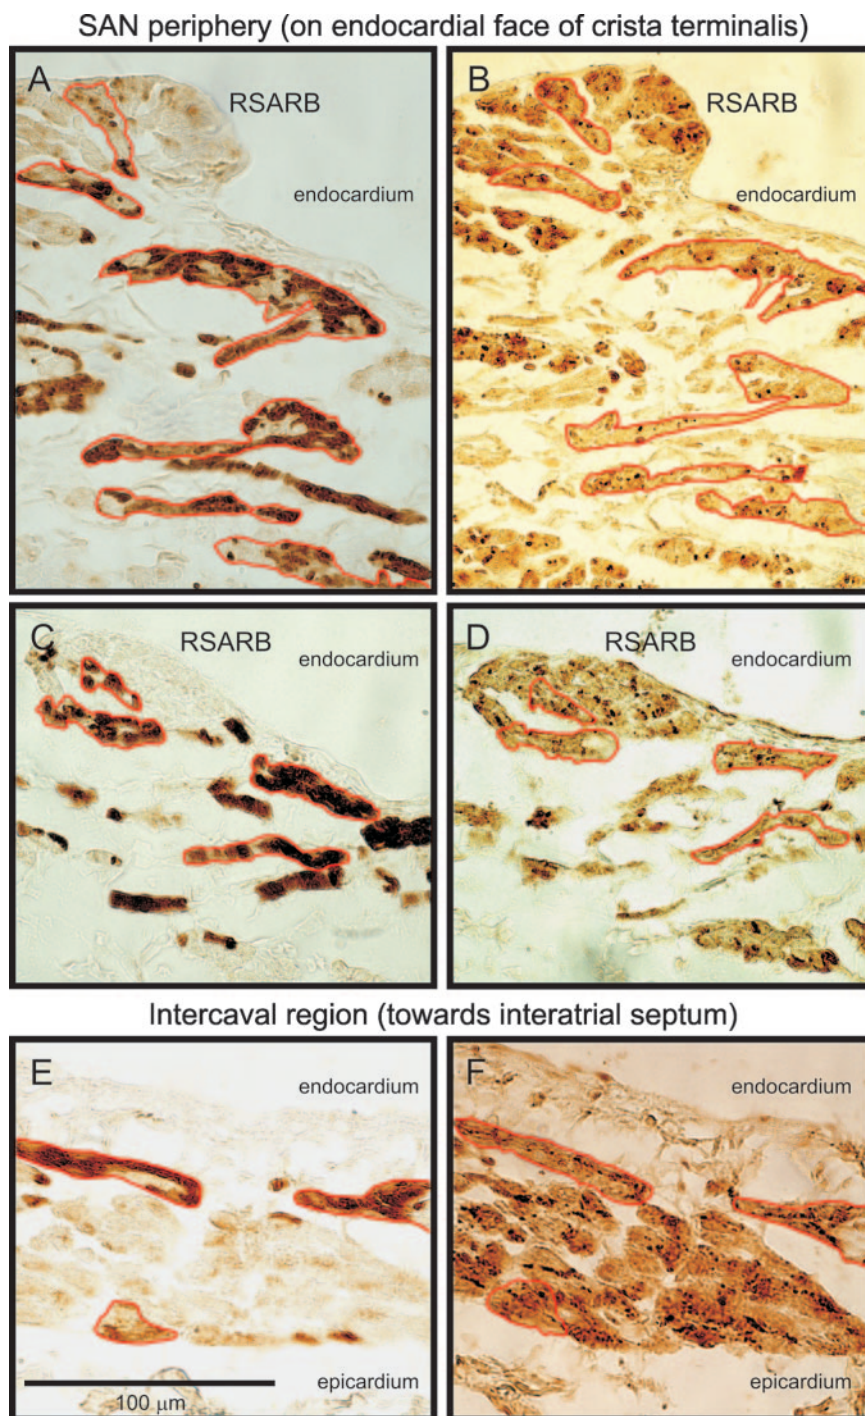 SAN periphery (on endocardial face of crista terminalis)
A
RSARB
endocardium
B
RSARB
endocardium
C
RSARB
endocardium
D
RSARB
endocardium
Intercaval region (towards interatrial septum)
E
endocardium
epicardium
100 μm
F
endocardium
epicardium